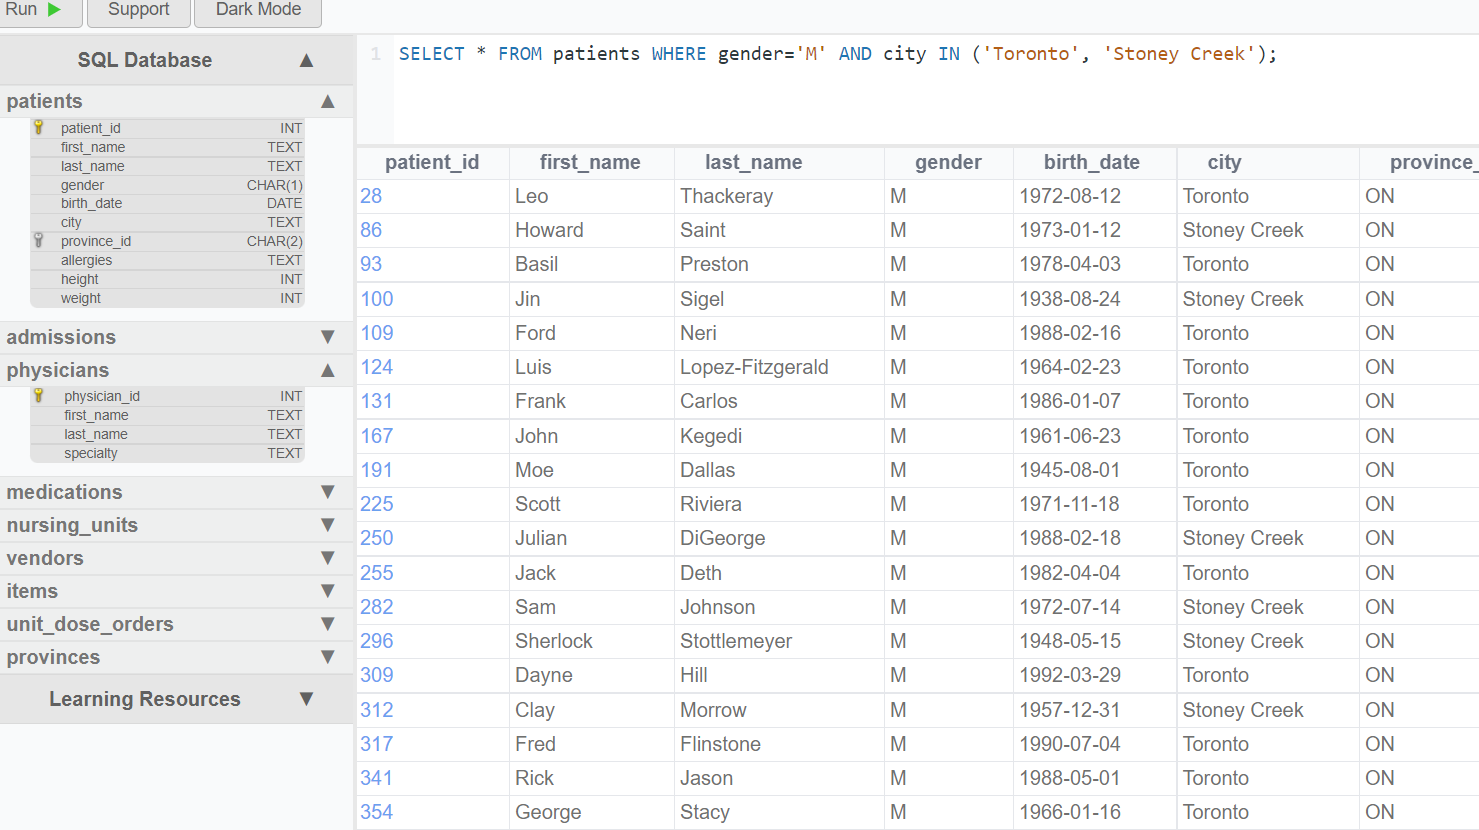 Run Support Dark Mode
SQL Database
patients
patient_id INT
first_name TEXT
last_name TEXT
gender CHAR(1)
birth_date DATE
city TEXT
province_id CHAR(2)
allergies TEXT
height INT
weight INT
admissions
physicians
physician_id INT
first_name TEXT
last_name TEXT
specialty TEXT
medications
nursing_units
vendors
items
unit_dose_orders
provinces
Learning Resources
1 SELECT * FROM patients WHERE gender='M' AND city IN ('Toronto', 'Stoney Creek');
patient_id first_name last_name gender birth_date city province_
28 Leo Thackeray M 1972-08-12 Toronto ON
86 Howard Saint M 1973-01-12 Stoney Creek ON
93 Basil Preston M 1978-04-03 Toronto ON
100 Jin Sigel M 1938-08-24 Stoney Creek ON
109 Ford Neri M 1988-02-16 Toronto ON
124 Luis Lopez-Fitzgerald M 1964-02-23 Toronto ON
131 Frank Carlos M 1986-01-07 Toronto ON
167 John Kegedi M 1961-06-23 Toronto ON
191 Moe Dallas M 1945-08-01 Toronto ON
225 Scott Riviera M 1971-11-18 Toronto ON
250 Julian DiGeorge M 1988-02-18 Stoney Creek ON
255 Jack Deth M 1982-04-04 Toronto ON
282 Sam Johnson M 1972-07-14 Stoney Creek ON
296 Sherlock Stottlemeyer M 1948-05-15 Stoney Creek ON
309 Dayne Hill M 1992-03-29 Toronto ON
312 Clay Morrow M 1957-12-31 Stoney Creek ON
317 Fred Flinstone M 1990-07-04 Toronto ON
341 Rick Jason M 1988-05-01 Toronto ON
354 George Stacy M 1966-01-16 Toronto ON